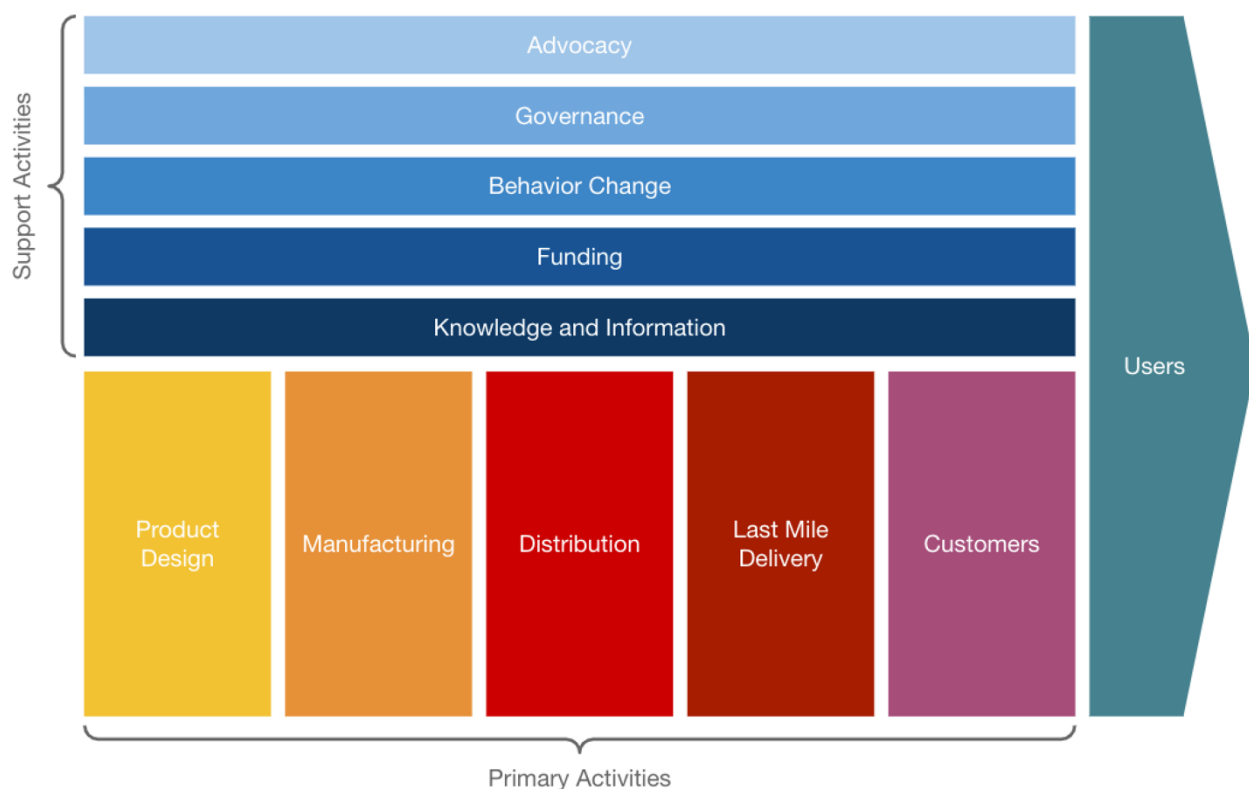 Support Activities
Advocacy
Governance
Behavior Change
Funding
Knowledge and Information
Users
Product
Design
Manufacturing
Distribution
Last Mile
Delivery
Customers
Primary Activities